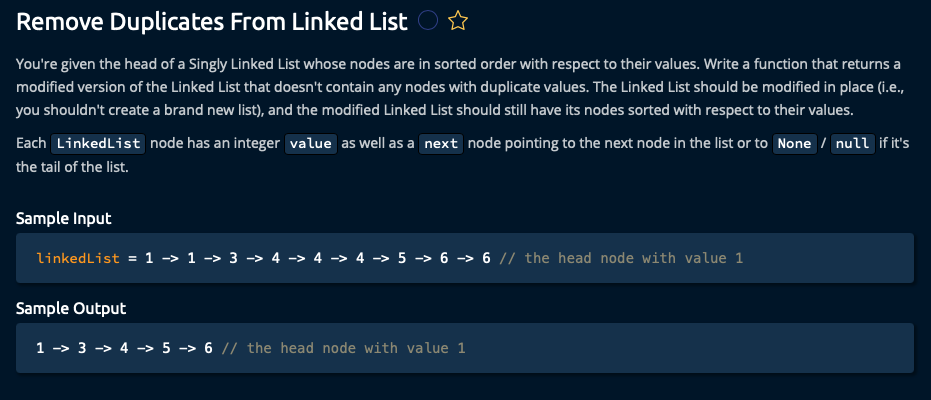 Remove Duplicates From Linked List
You're given the head of a Singly Linked List whose nodes are in sorted order with respect to their values. Write a function that returns a
modified version of the Linked List that doesn't contain any nodes with duplicate values. The Linked List should be modified in place (i.e.,
you shouldn't create a brand new list), and the modified Linked List should still have its nodes sorted with respect to their values.
Each LinkedList node has an integer value as well as a next node pointing to the next node in the list or to None / null if it's
the tail of the list.
Sample Input
linkedList = 1 -> 1 -> 3 -> 4 -> 4 -> 4 -> 5 -> 6 -> 6 // the head node with value 1
Sample Output
1 -> 3 -> 4 -> 5 -> 6 // the head node with value 1